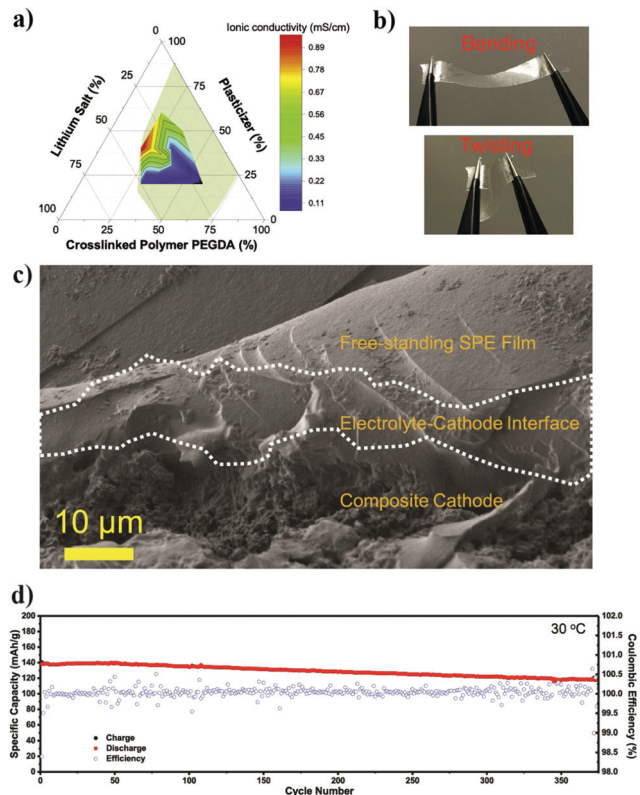 a)
Ionic conductivity (mS/cm)
0.89
0.78
0.67
0.56
0.45
0.33
0.22
0.11
Lithium Salt (%)
0
25
50
75
100
Plasticizer (%)
100
75
50
25
0
0
25
50
75
100
Crosslinked Polymer PEGDA (%)
b)
Bending
Twisting
c)
Free-standing SPE Film
Electrolyte-Cathode Interface
Composite Cathode
10 μm
d)
30 °C
Specific Capacity (mAh/g)
200
180
160
140
120
100
80
60
40
20
0
Coulombic Efficiency (%)
102.0
101.5
101.0
100.5
100.0
99.5
99.0
98.5
98.0
Charge
Discharge
Efficiency
0 50 100 150 200 250 300 350
Cycle Number